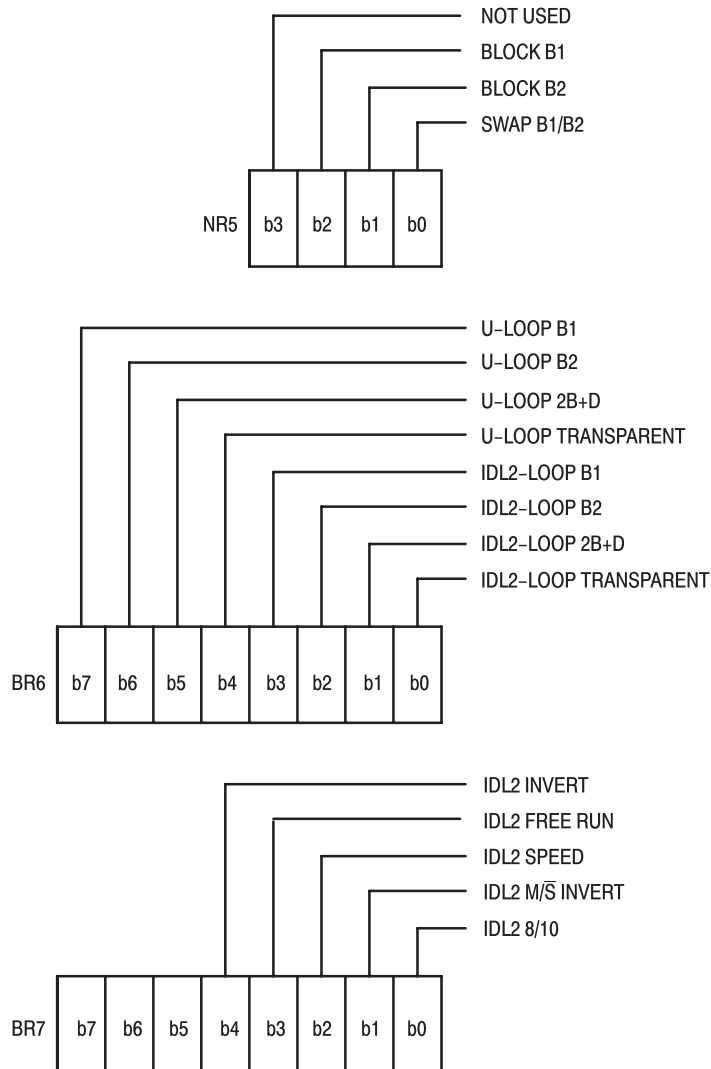 NOT USED
BLOCK B1
BLOCK B2
SWAP B1/B2
NR5 b3 b2 b1 b0
U–LOOP B1
U–LOOP B2
U–LOOP 2B+D
U–LOOP TRANSPARENT
IDL2–LOOP B1
IDL2–LOOP B2
IDL2–LOOP 2B+D
IDL2–LOOP TRANSPARENT
BR6 b7 b6 b5 b4 b3 b2 b1 b0
IDL2 INVERT
IDL2 FREE RUN
IDL2 SPEED
IDL2 M/S̅ INVERT
IDL2 8/10
BR7 b7 b6 b5 b4 b3 b2 b1 b0